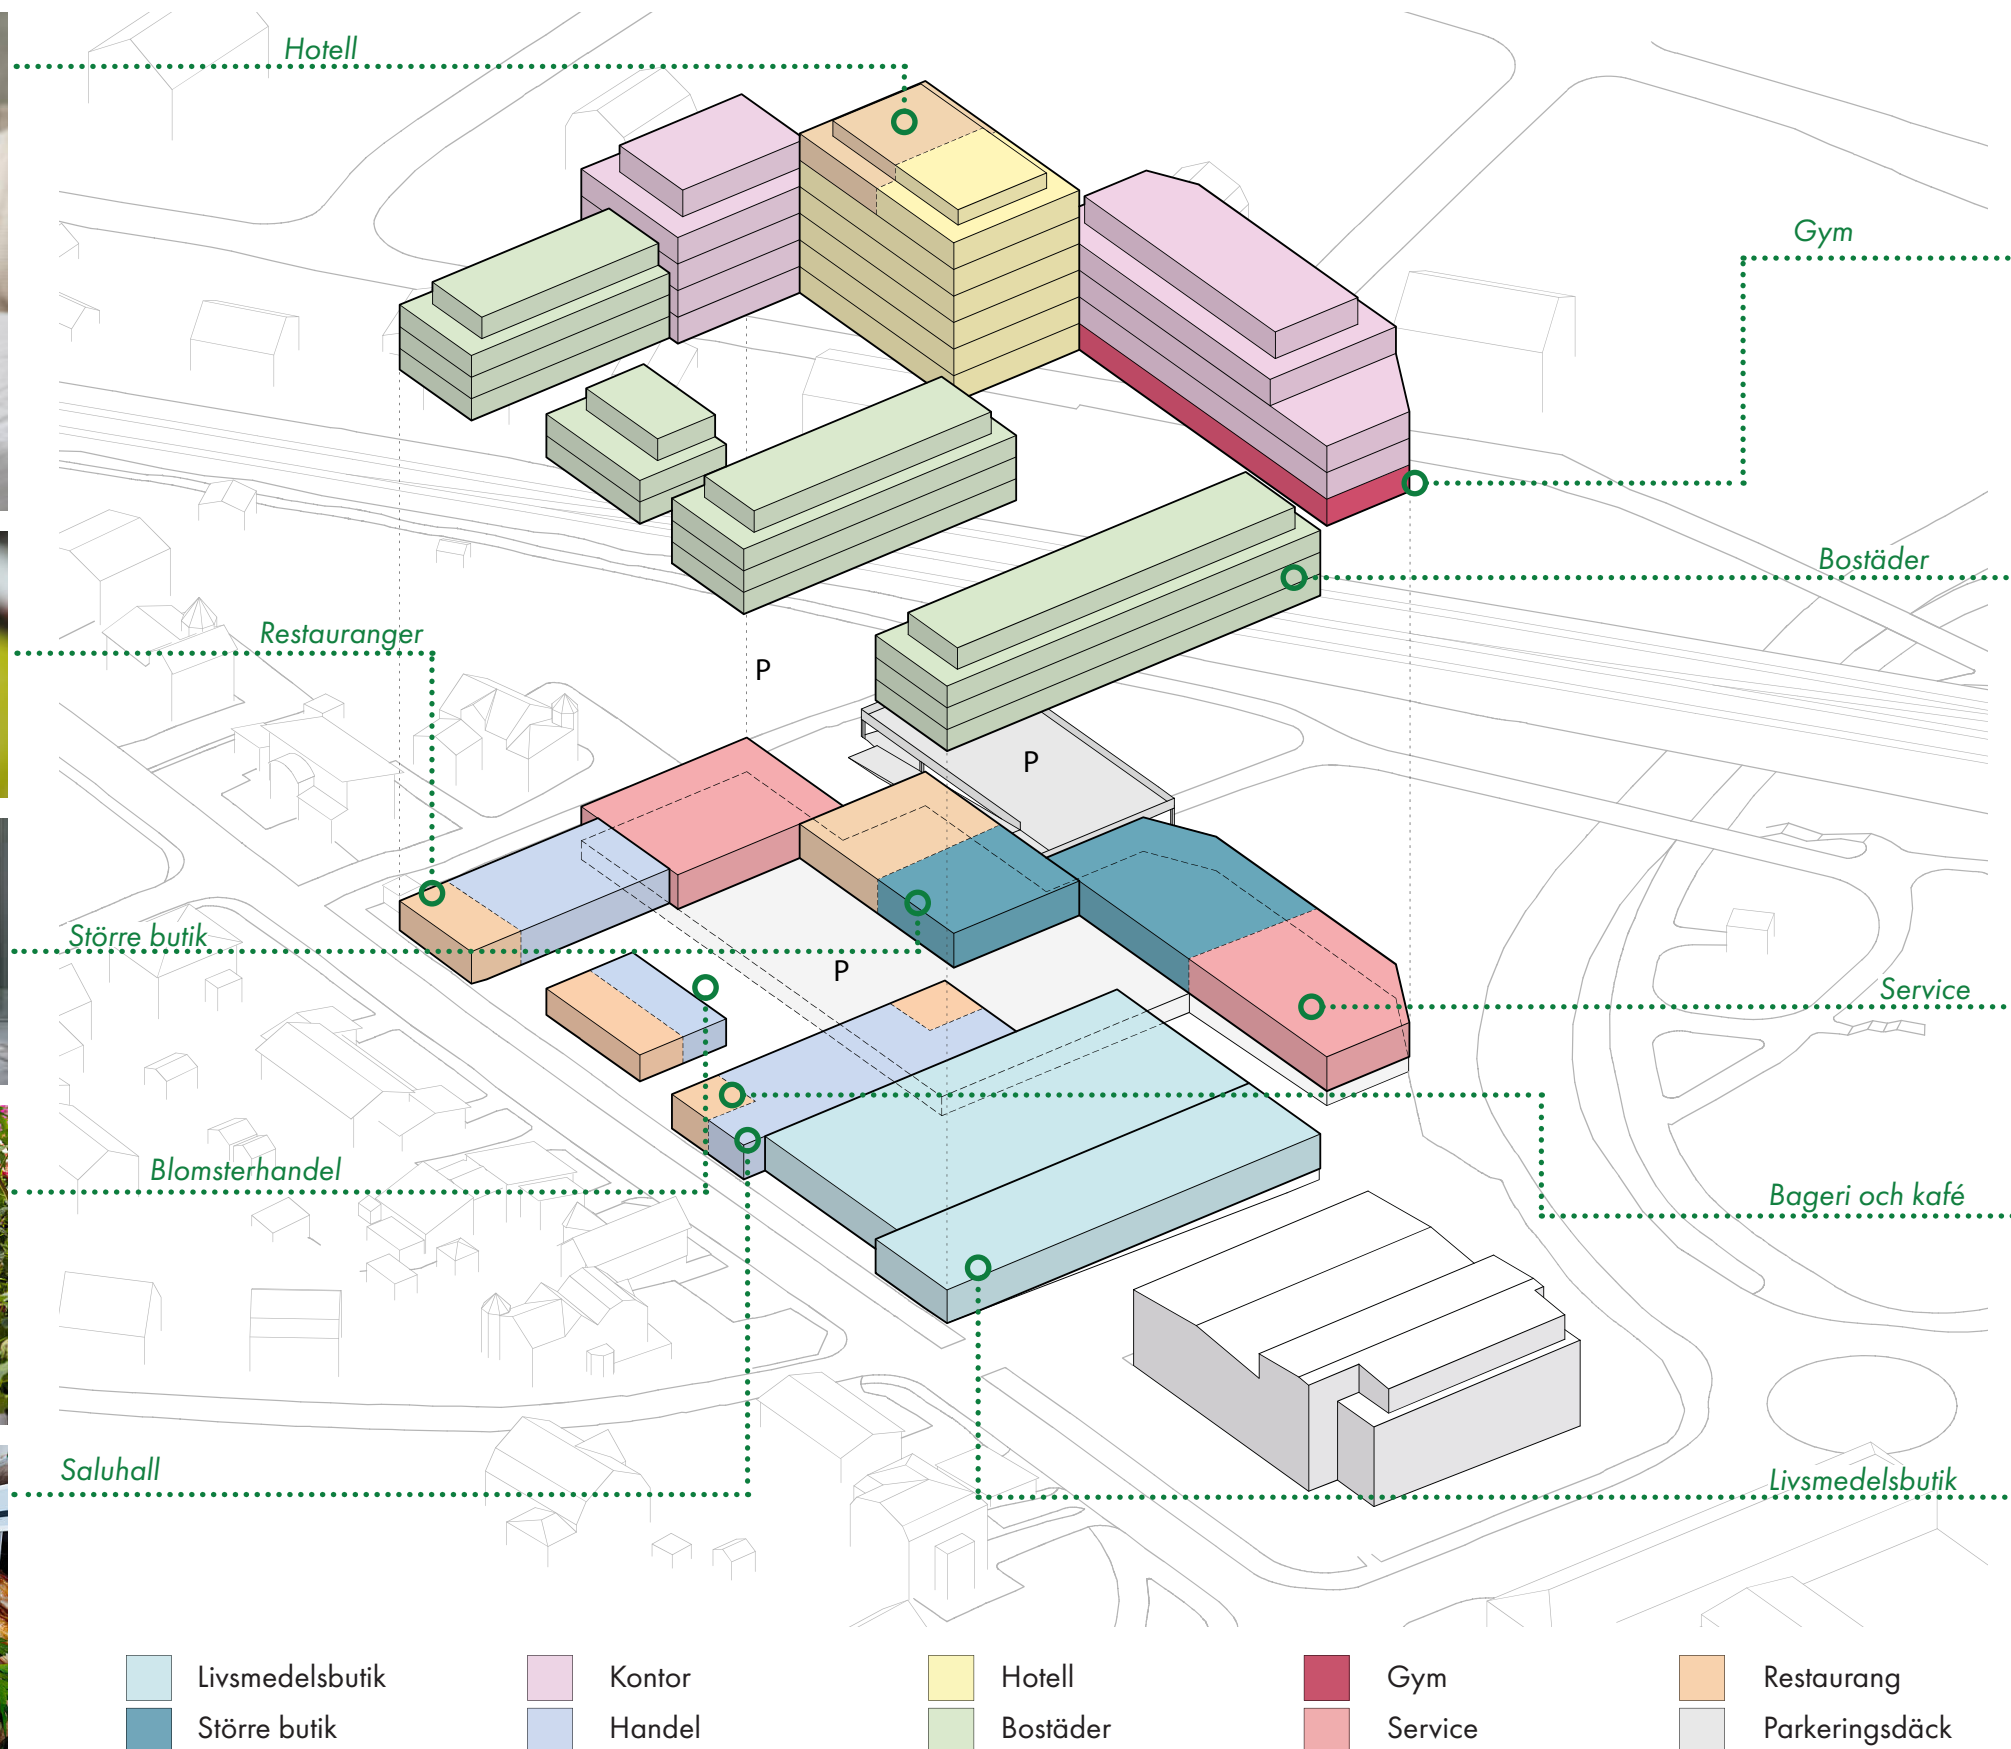 Hotell
Gym
Bostäder
Restauranger
P
P
Större butik
P
Service
Blomsterhandel
Bageri och kafé
Saluhall
Livsmedelsbutik
Livsmedelsbutik
Kontor
Hotell
Gym
Restaurang
Större butik
Handel
Bostäder
Service
Parkeringsdäck